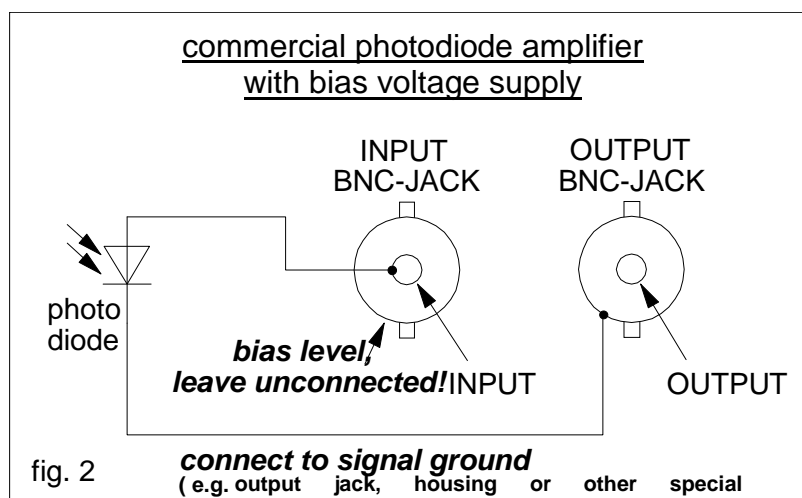 commercial photodiode amplifier
with bias voltage supply
INPUT
BNC-JACK
OUTPUT
BNC-JACK
photo
diode
bias level,
leave unconnected!
INPUT
OUTPUT
fig. 2
connect to signal ground
( e.g. output jack, housing or other special